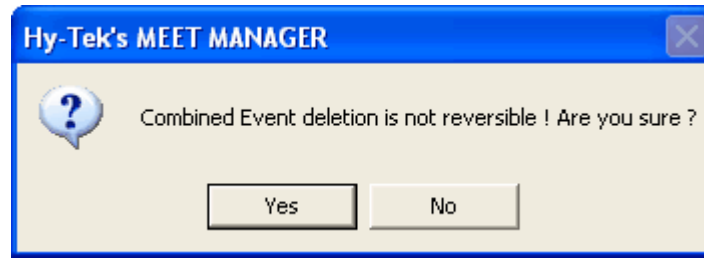 Hy-Tek's MEET MANAGER
Combined Event deletion is not reversible ! Are you sure ?
Yes
No